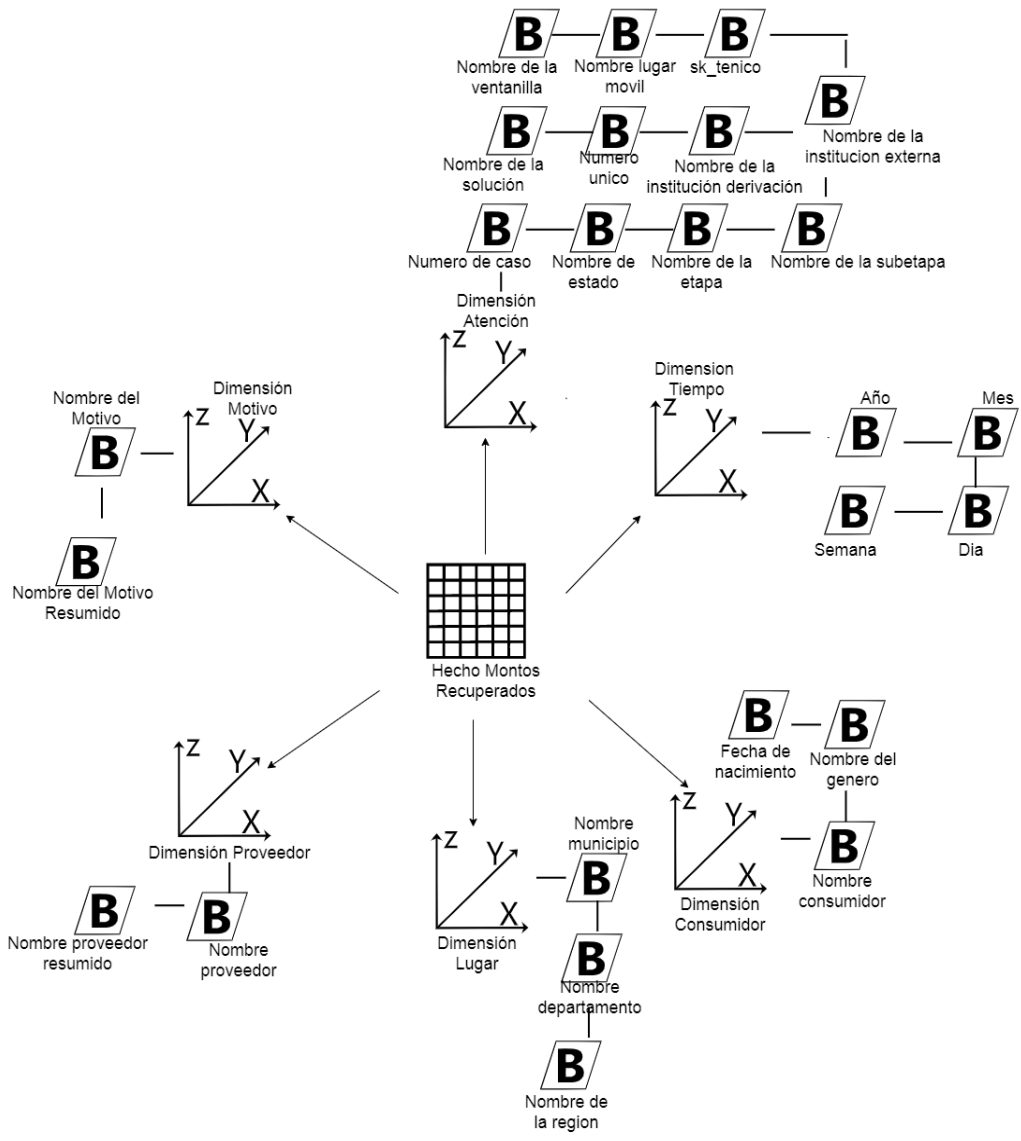 B B B
Nombre de la
ventanilla
Nombre lugar
movil
sk_tenico
B
Nombre de la
institucion externa
B B B
Nombre de la
solución
Numero
unico
Nombre de la
institución derivación
B B B B
Numero de caso
Nombre de
estado
Nombre de la
etapa
Nombre de la subetapa
Dimensión
Atención
Z Y X
Dimension
Tiempo
Z Y X
Año
B
Mes
B
B
Semana
B
Dia
Nombre del
Motivo
B
Dimensión
Motivo
Z Y X
B
Nombre del Motivo
Resumido
Hecho Montos
Recuperados
B
Fecha de
nacimiento
B
Nombre del
genero
Z Y X
Dimensión Proveedor
B
Nombre proveedor
resumido
B
Nombre
proveedor
Z Y X
Dimensión
Lugar
Nombre
municipio
B
B
Nombre
departamento
B
Nombre de
la region
Z Y X
Dimensión
Consumidor
B
Nombre
consumidor